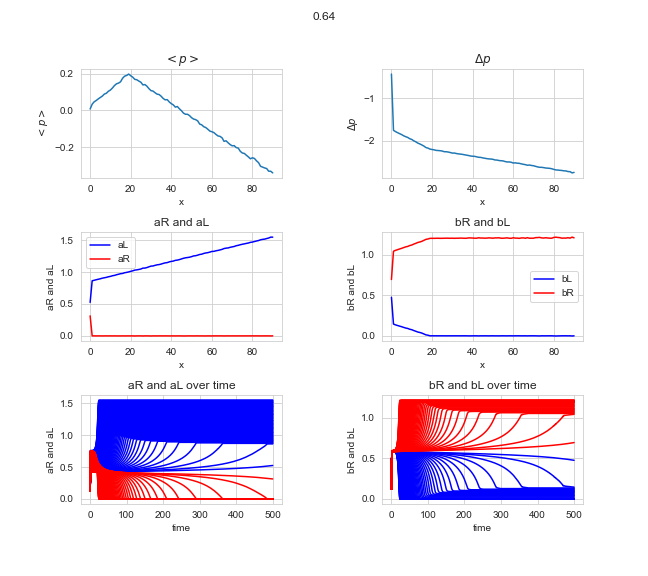 0.64
< p >
Δp
0.2
0.0
−0.2
< p >
0 20 40 60 80
x
−1
−2
Δp
0 20 40 60 80
x
aR and aL
bR and bL
1.5
1.0
0.5
0.0
aR and aL
aL
aR
0 20 40 60 80
x
1.0
0.5
0.0
bR and bL
bL
bR
0 20 40 60 80
x
aR and aL over time
bR and bL over time
1.5
1.0
0.5
0.0
aR and aL
0 100 200 300 400 500
time
1.0
0.5
0.0
bR and bL
0 100 200 300 400 500
time